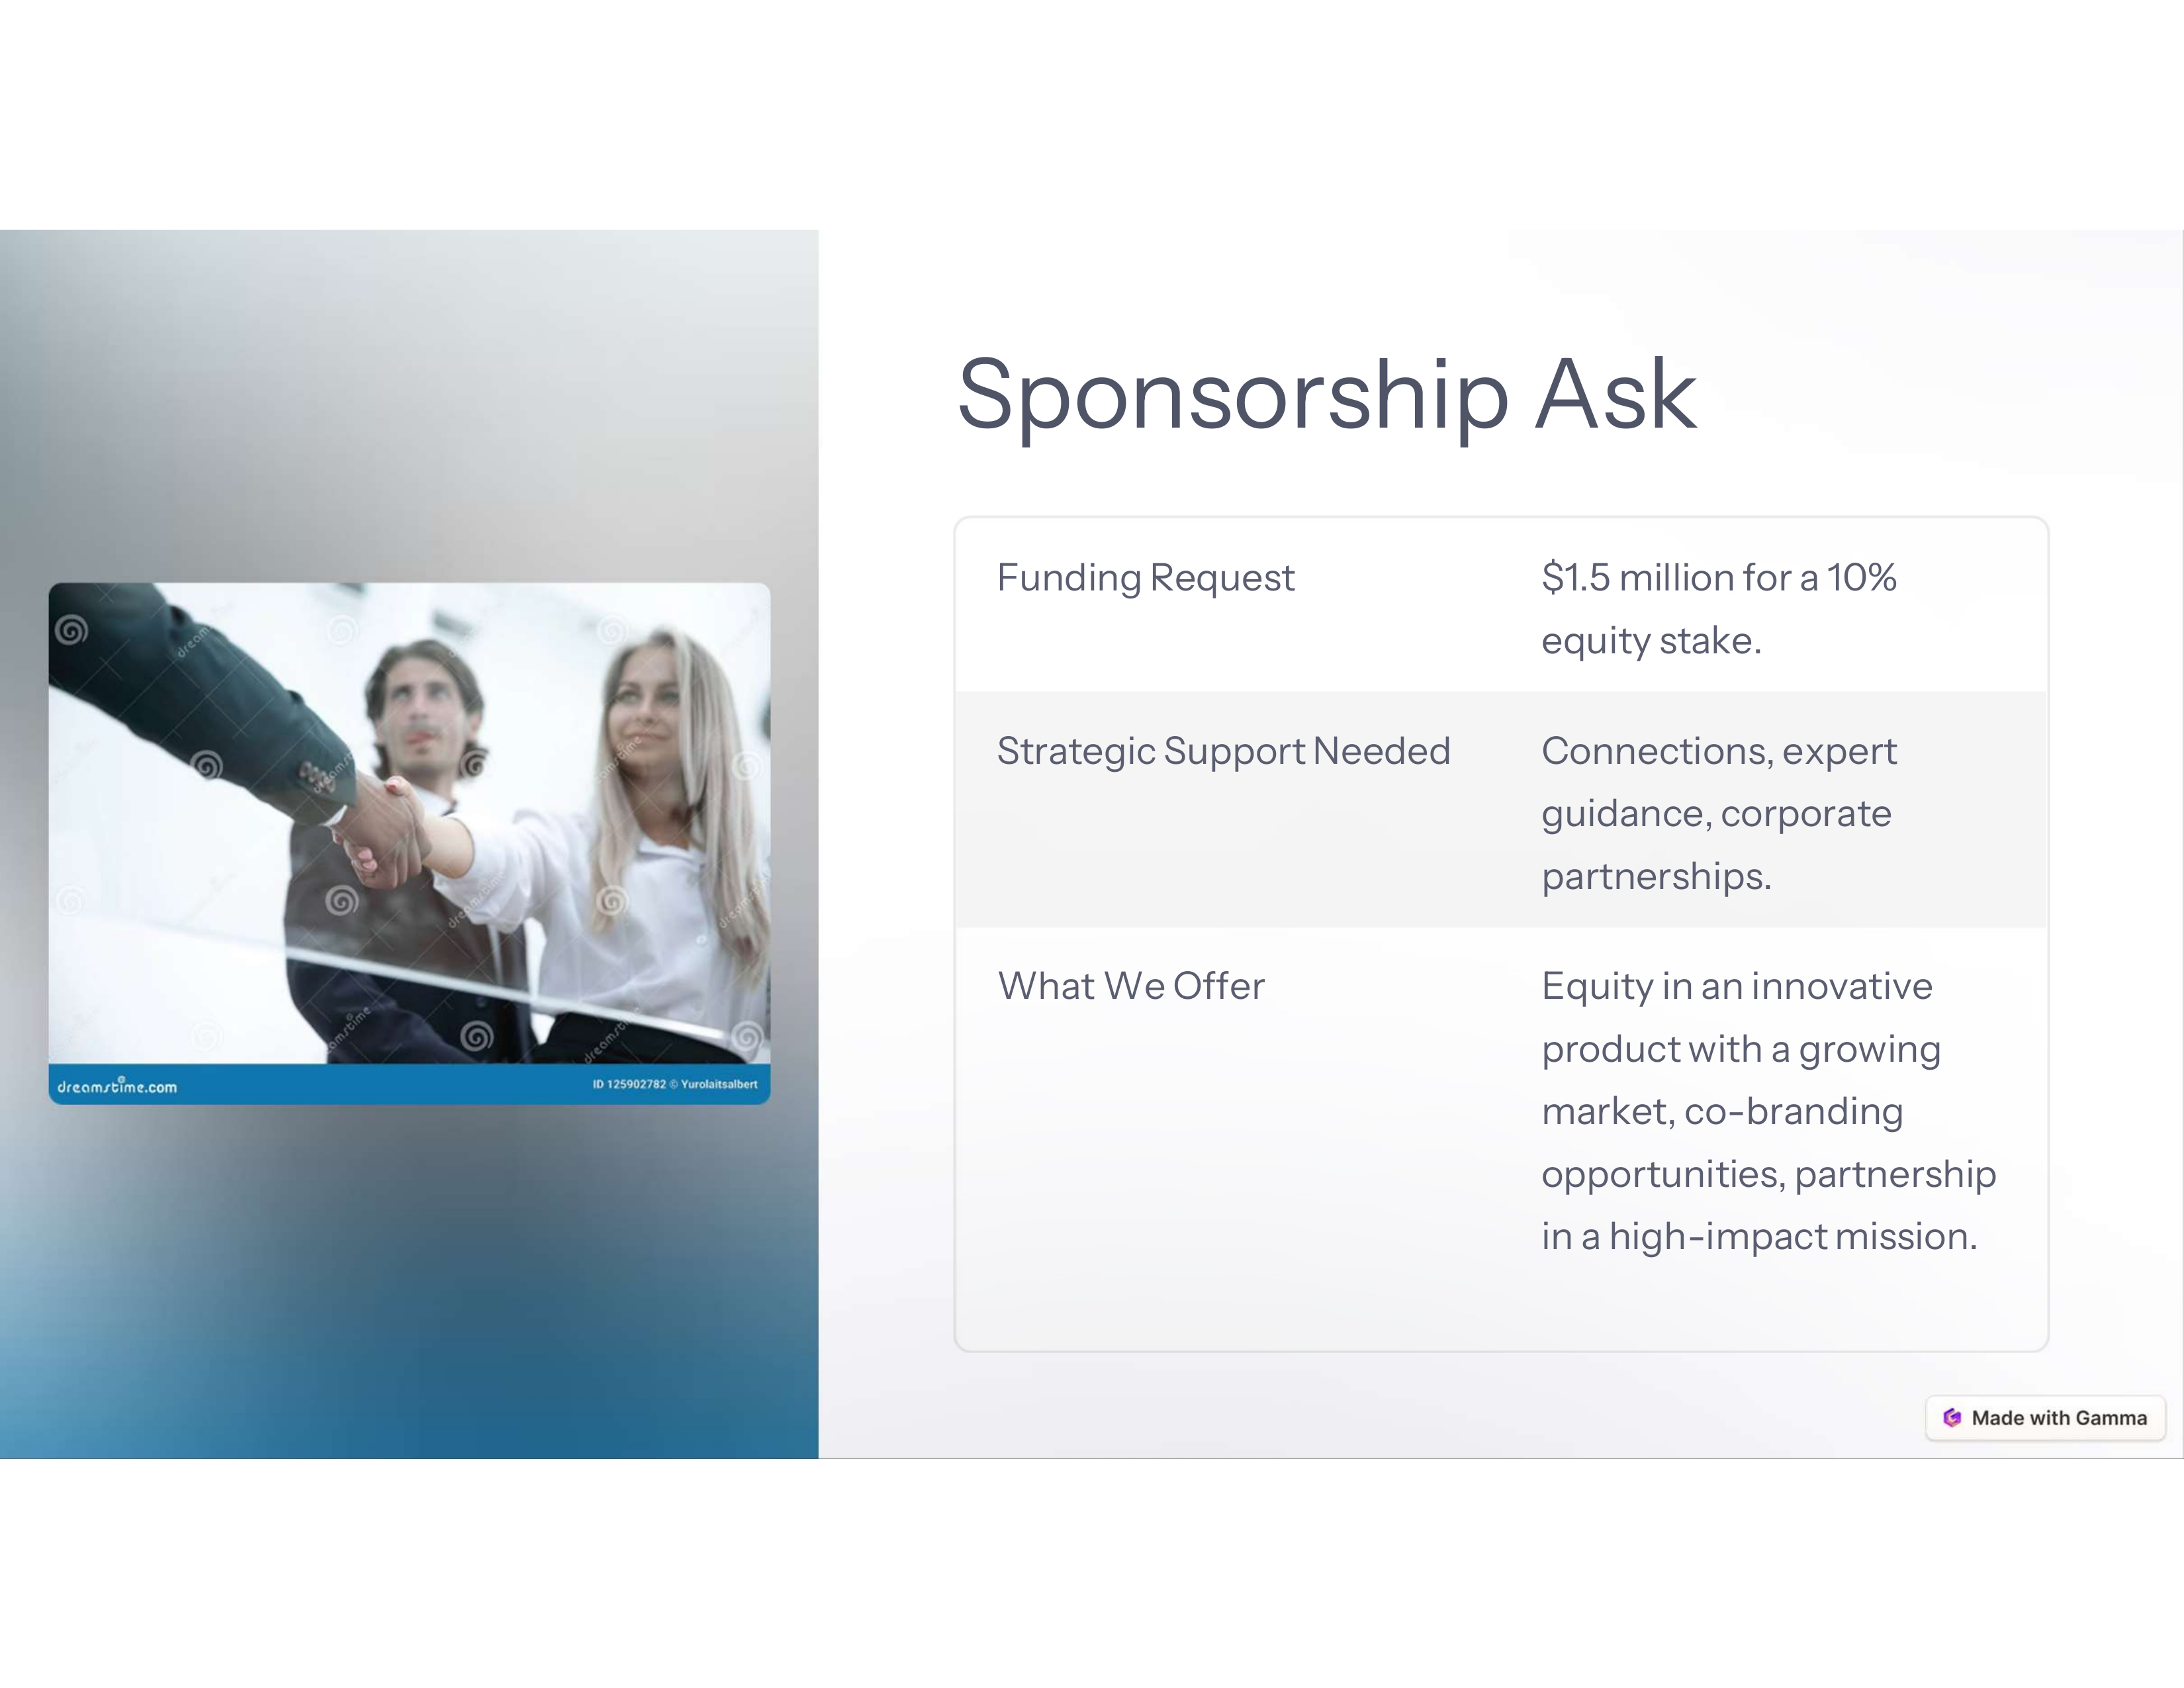 Sponsorship Ask
Funding Request
$1.5 million for a 10%
equity stake.
Strategic Support Needed
Connections, expert
guidance, corporate
partnerships.
What We Offer
Equity in an innovative
product with a growing
market, co-branding
opportunities, partnership
in a high-impact mission.
dreamstime.com
ID 125902782 © Yurolaitsalbert
Made with Gamma